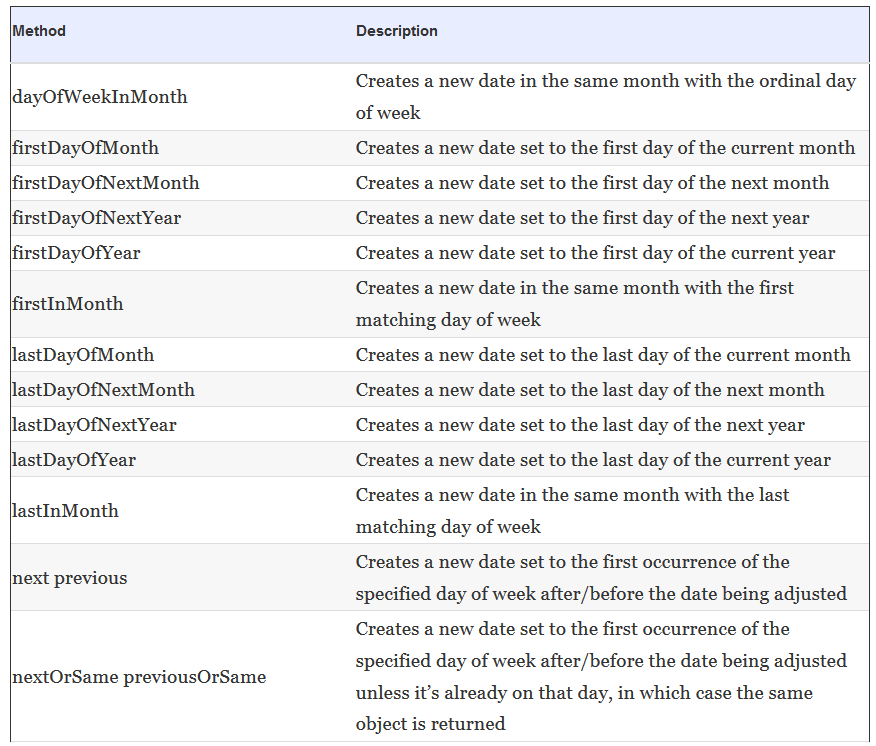 Method Description
dayOfWeekInMonth
Creates a new date in the same month with the ordinal day
of week
firstDayOfMonth Creates a new date set to the first day of the current month
firstDayOfNextMonth Creates a new date set to the first day of the next month
firstDayOfNextYear Creates a new date set to the first day of the next year
firstDayOfYear Creates a new date set to the first day of the current year
firstInMonth
Creates a new date in the same month with the first
matching day of week
lastDayOfMonth Creates a new date set to the last day of the current month
lastDayOfNextMonth Creates a new date set to the last day of the next month
lastDayOfNextYear Creates a new date set to the last day of the next year
lastDayOfYear Creates a new date set to the last day of the current year
lastInMonth
Creates a new date in the same month with the last
matching day of week
next previous
Creates a new date set to the first occurrence of the
specified day of week after/before the date being adjusted
nextOrSame previousOrSame
Creates a new date set to the first occurrence of the
specified day of week after/before the date being adjusted
unless it’s already on that day, in which case the same
object is returned